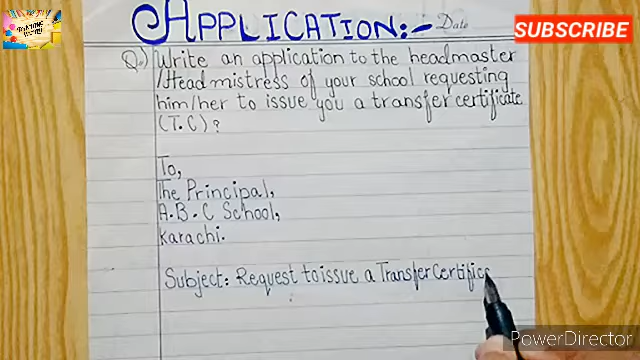 APPLICATION:-
Date
SUBSCRIBE
Q.) Write an application to the headmaster
/Headmistress of your school requesting
him/her to issue you a transfer certificate
(T.C)?
To,
The Principal,
A.B.C School,
Karachi.
Subject: Request to issue a Transfer Certific
PowerDirector